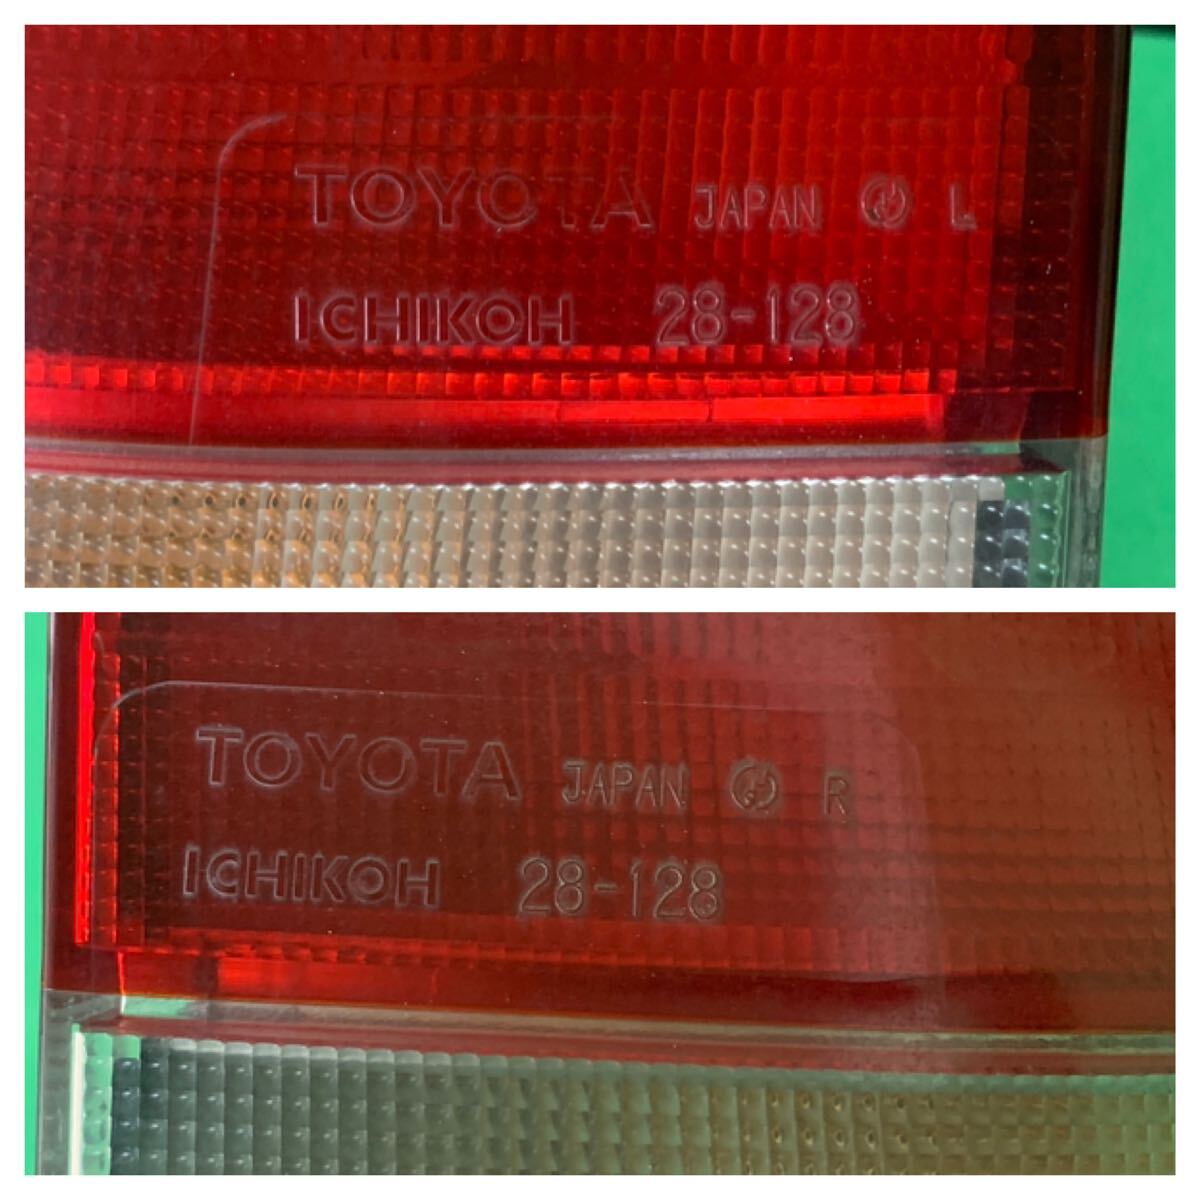 TOYOTA JAPAN L
ICHIKOH 28-128
TOYOTA JAPAN R
ICHIKOH 28-128